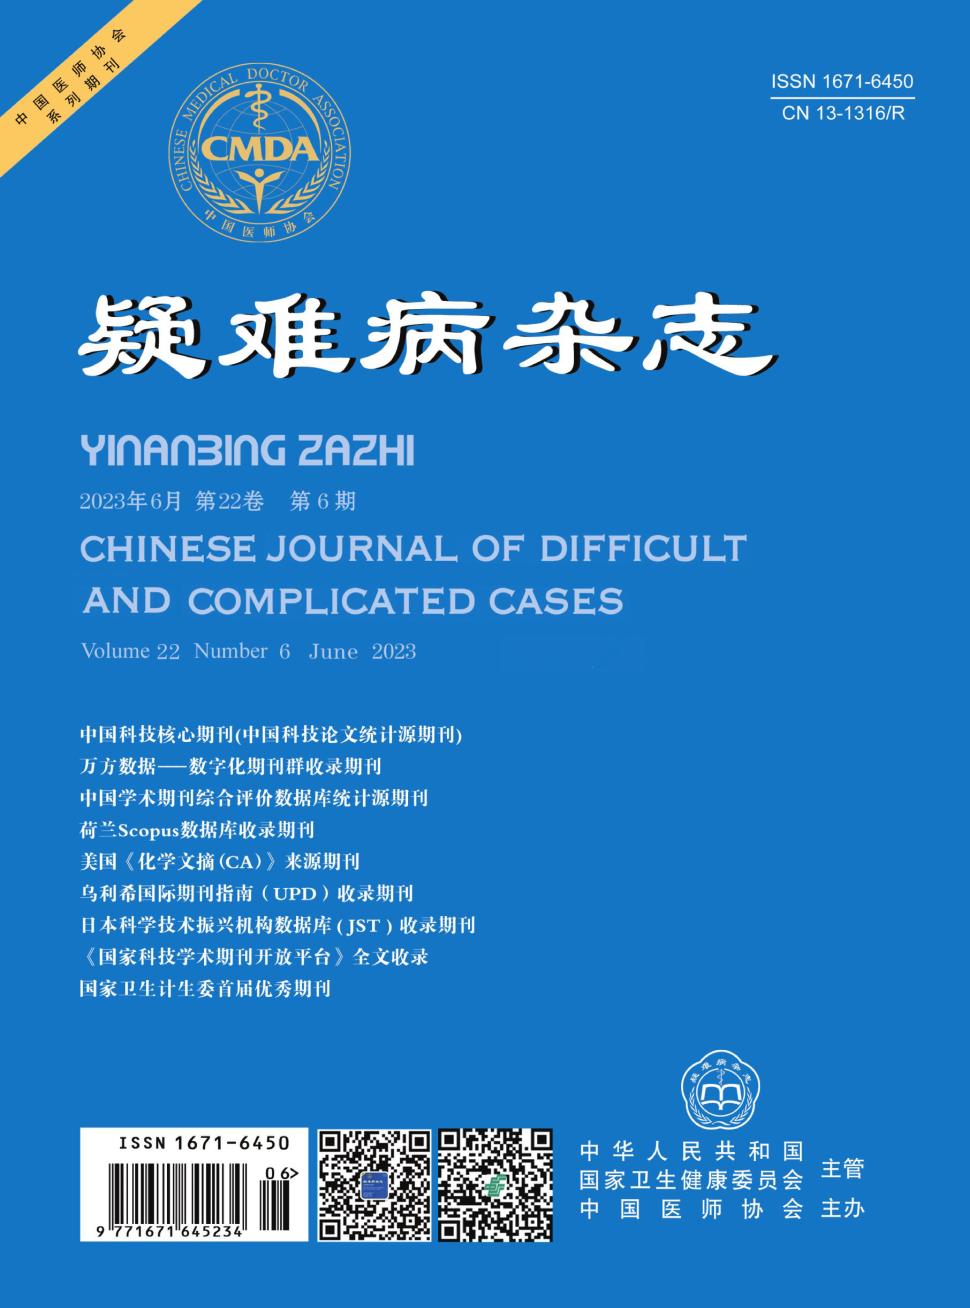 中国医师协会
系列期刊
CHINESE MEDICAL DOCTOR ASSOCIATION
CMDA
中国医师协会
ISSN 1671-6450
CN 13-1316/R
疑难病杂志
YINANBING ZAZHI
2023年6月 第22卷 第6期
CHINESE JOURNAL OF DIFFICULT
AND COMPLICATED CASES
Volume 22 Number 6 June 2023
中国科技核心期刊(中国科技论文统计源期刊)
万方数据——数字化期刊群收录期刊
中国学术期刊综合评价数据库统计源期刊
荷兰Scopus数据库收录期刊
美国《化学文摘(CA)》来源期刊
乌利希国际期刊指南(UPD)收录期刊
日本科学技术振兴机构数据库(JST)收录期刊
《国家科技学术期刊开放平台》全文收录
国家卫生计生委首届优秀期刊
疑难病杂志
ISSN 1671-6450
06>
9 771671 645234
中华人民共和国
国家卫生健康委员会 主管
中国医师协会 主办